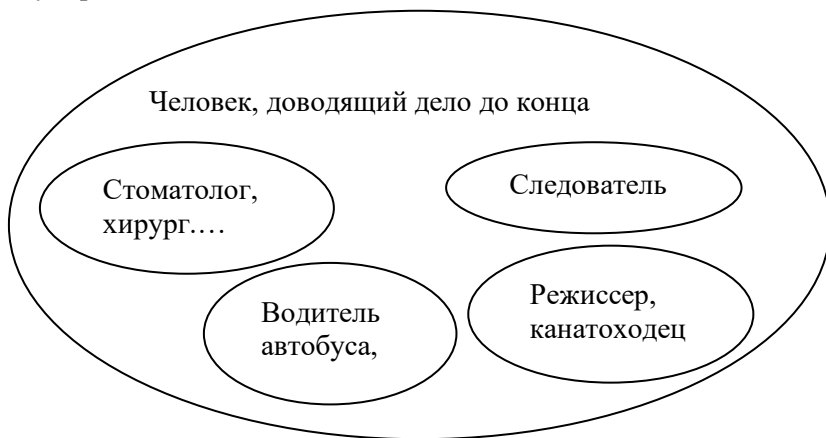 Человек, доводящий дело до конца
Стоматолог,
хирург.…
Следователь
Водитель
автобуса,
Режиссер,
канатоходец